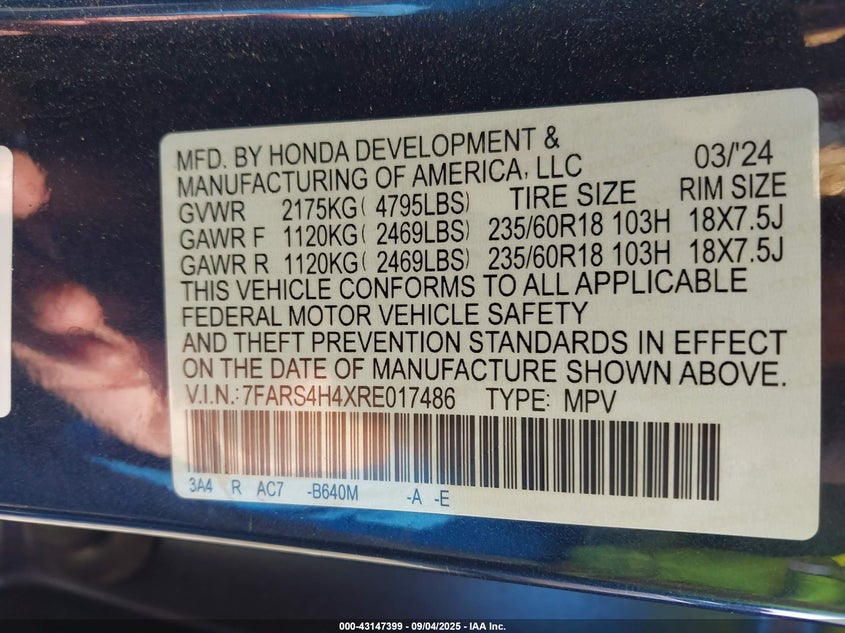 MFD. BY HONDA DEVELOPMENT &
MANUFACTURING OF AMERICA, LLC 03/'24
GVWR 2175KG( 4795LBS) TIRE SIZE RIM SIZE
GAWR F 1120KG( 2469LBS) 235/60R18 103H 18X7.5J
GAWR R 1120KG( 2469LBS) 235/60R18 103H 18X7.5J
THIS VEHICLE CONFORMS TO ALL APPLICABLE
FEDERAL MOTOR VEHICLE SAFETY
AND THEFT PREVENTION STANDARDS IN EFFECT
ON THE DATE OF MANUFACTURE SHOWN ABOVE.
V.I.N.: 7FARS4H4XRE017486 TYPE: MPV
3A4 R AC7 -B640M -A -E
000-43147399 - 09/04/2025 - IAA Inc.